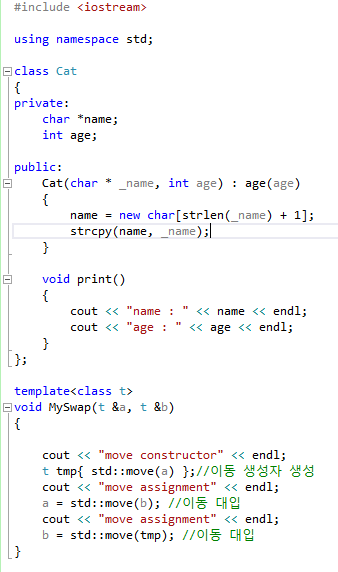 #include <iostream>
using namespace std;
class Cat
{
private:
char *name;
int age;
public:
Cat(char * _name, int age) : age(age)
{
name = new char[strlen(_name) + 1];
strcpy(name, _name);
}
void print()
{
cout << "name : " << name << endl;
cout << "age : " << age << endl;
}
};
template<class t>
void MySwap(t &a, t &b)
{
cout << "move constructor" << endl;
t tmp{ std::move(a) };//이동 생성자 생성
cout << "move assignment" << endl;
a = std::move(b); //이동 대입
cout << "move assignment" << endl;
b = std::move(tmp); //이동 대입
}